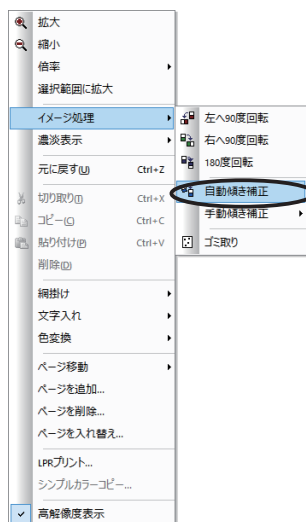 拡大
縮小
倍率
選択範囲に拡大
イメージ処理
濃淡表示
元に戻す(U) Ctrl+Z
切り取り(T) Ctrl+X
コピー(C) Ctrl+C
貼り付け(P) Ctrl+V
削除(D)
網掛け
文字入れ
色変換
ページ移動
ページを追加...
ページを削除...
ページを入れ替え...
LPRプリント...
シンプルカラーコピー...
高解像度表示
左へ90度回転
右へ90度回転
180度回転
自動傾き補正
手動傾き補正
ゴミ取り